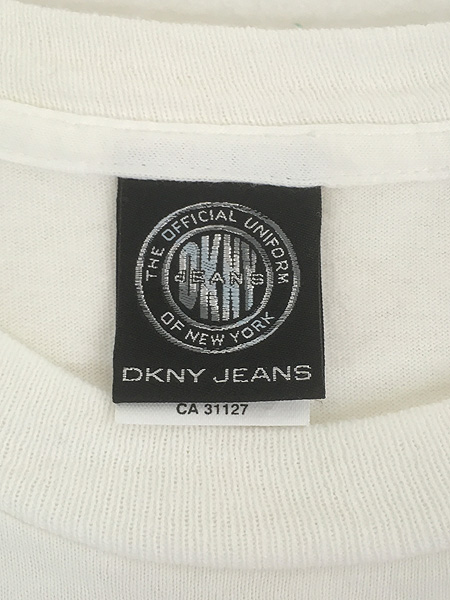 THE OFFICIAL UNIFORM
DKNY
JEANS
OF NEW YORK
DKNY JEANS
CA 31127